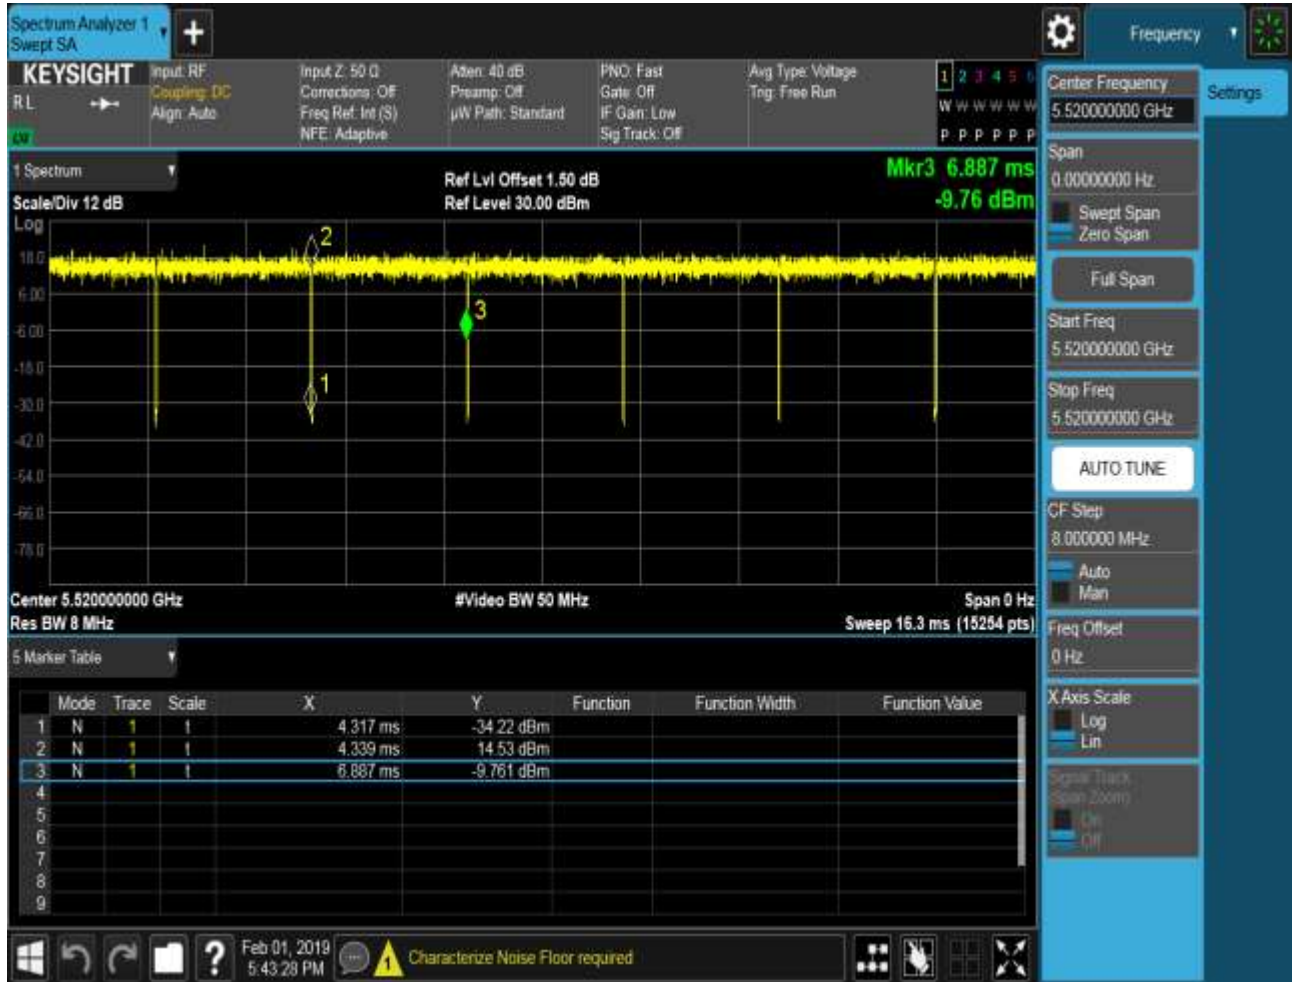 Spectrum Analyzer 1
Swept SA
Frequency
KEYSIGHT
RL
Input: RF
Coupling: DC
Align: Auto
Input Z: 50 Ω
Corrections: Off
Freq Ref: Int (S)
NFE: Adaptive
Atten: 40 dB
Preamp: Off
µW Path: Standard
PNO: Fast
Gate: Off
IF Gain: Low
Sig Track: Off
Avg Type: Voltage
Trig: Free Run
1 2 3 4 5 6
W W W W W W
P P P P P P
1 Spectrum
Scale/Div 12 dB
Ref Lvl Offset 1.50 dB
Ref Level 30.00 dBm
Mkr3 6.887 ms
-9.76 dBm
Log
18.0
6.00
-6.00
-18.0
-30.0
-42.0
-54.0
-66.0
-78.0
2
3
1
Center 5.520000000 GHz
Res BW 8 MHz
#Video BW 50 MHz
Span 0 Hz
Sweep 16.3 ms (15254 pts)
5 Marker Table
Mode Trace Scale X Y Function Function Width Function Value
1 N 1 t 4.317 ms -34.22 dBm
2 N 1 t 4.339 ms 14.53 dBm
3 N 1 t 6.887 ms -9.761 dBm
4
5
6
7
8
9
Feb 01, 2019
5:43:28 PM
?
1
Characterize Noise Floor required
Center Frequency
5.520000000 GHz
Settings
Span
0.00000000 Hz
Swept Span
Zero Span
Full Span
Start Freq
5.520000000 GHz
Stop Freq
5.520000000 GHz
AUTO TUNE
CF Step
8.000000 MHz
Auto
Man
Freq Offset
0 Hz
X Axis Scale
Log
Lin
Signal Track
(Span Zoom)
On
Off